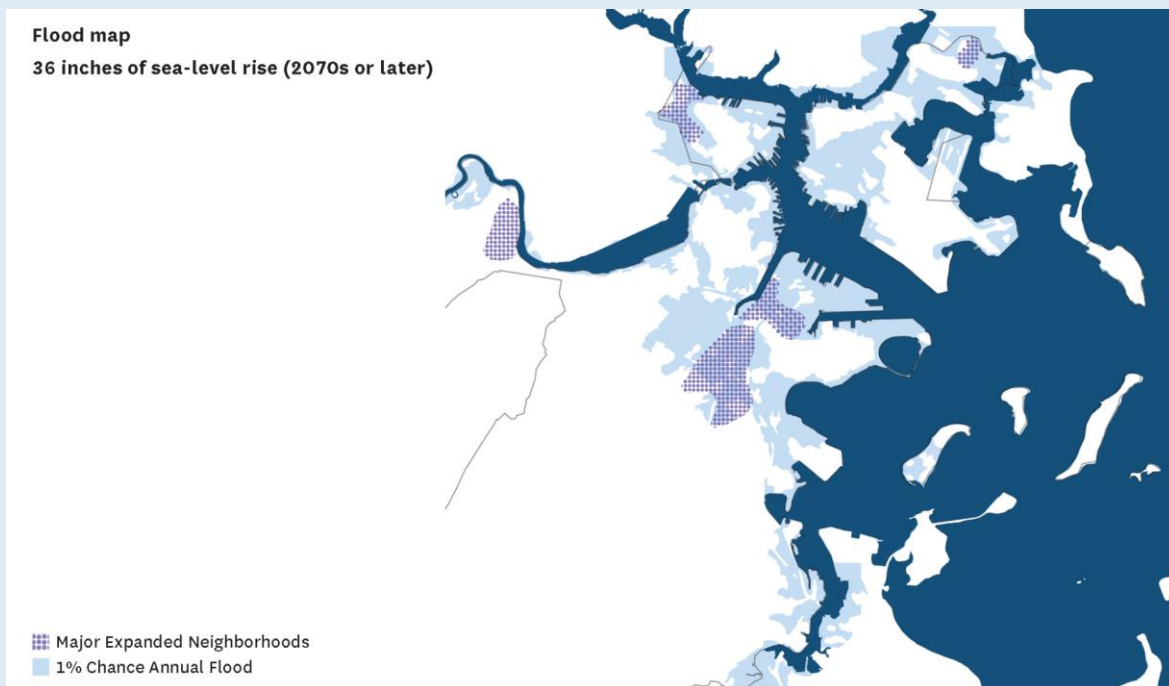 Flood map
36 inches of sea-level rise (2070s or later)
Major Expanded Neighborhoods
1% Chance Annual Flood